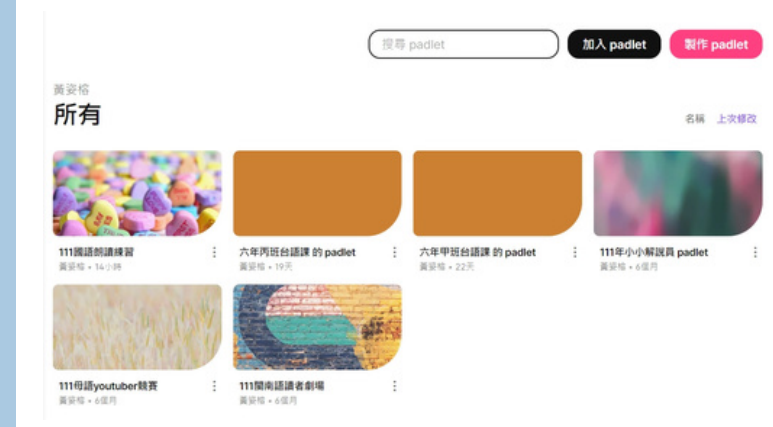 搜尋 padlet
加入 padlet
製作 padlet
黃姿榕
所有
名稱 上次修改
111國語朗讀練習
黃姿榕 • 14小時
六年丙班台語課 的 padlet
黃姿榕 • 19天
六年甲班台語課 的 padlet
黃姿榕 • 22天
111年小小解說員 padlet
黃姿榕 • 6個月
111母語youtuber競賽
黃姿榕 • 6個月
111閩南語讀者劇場
黃姿榕 • 6個月